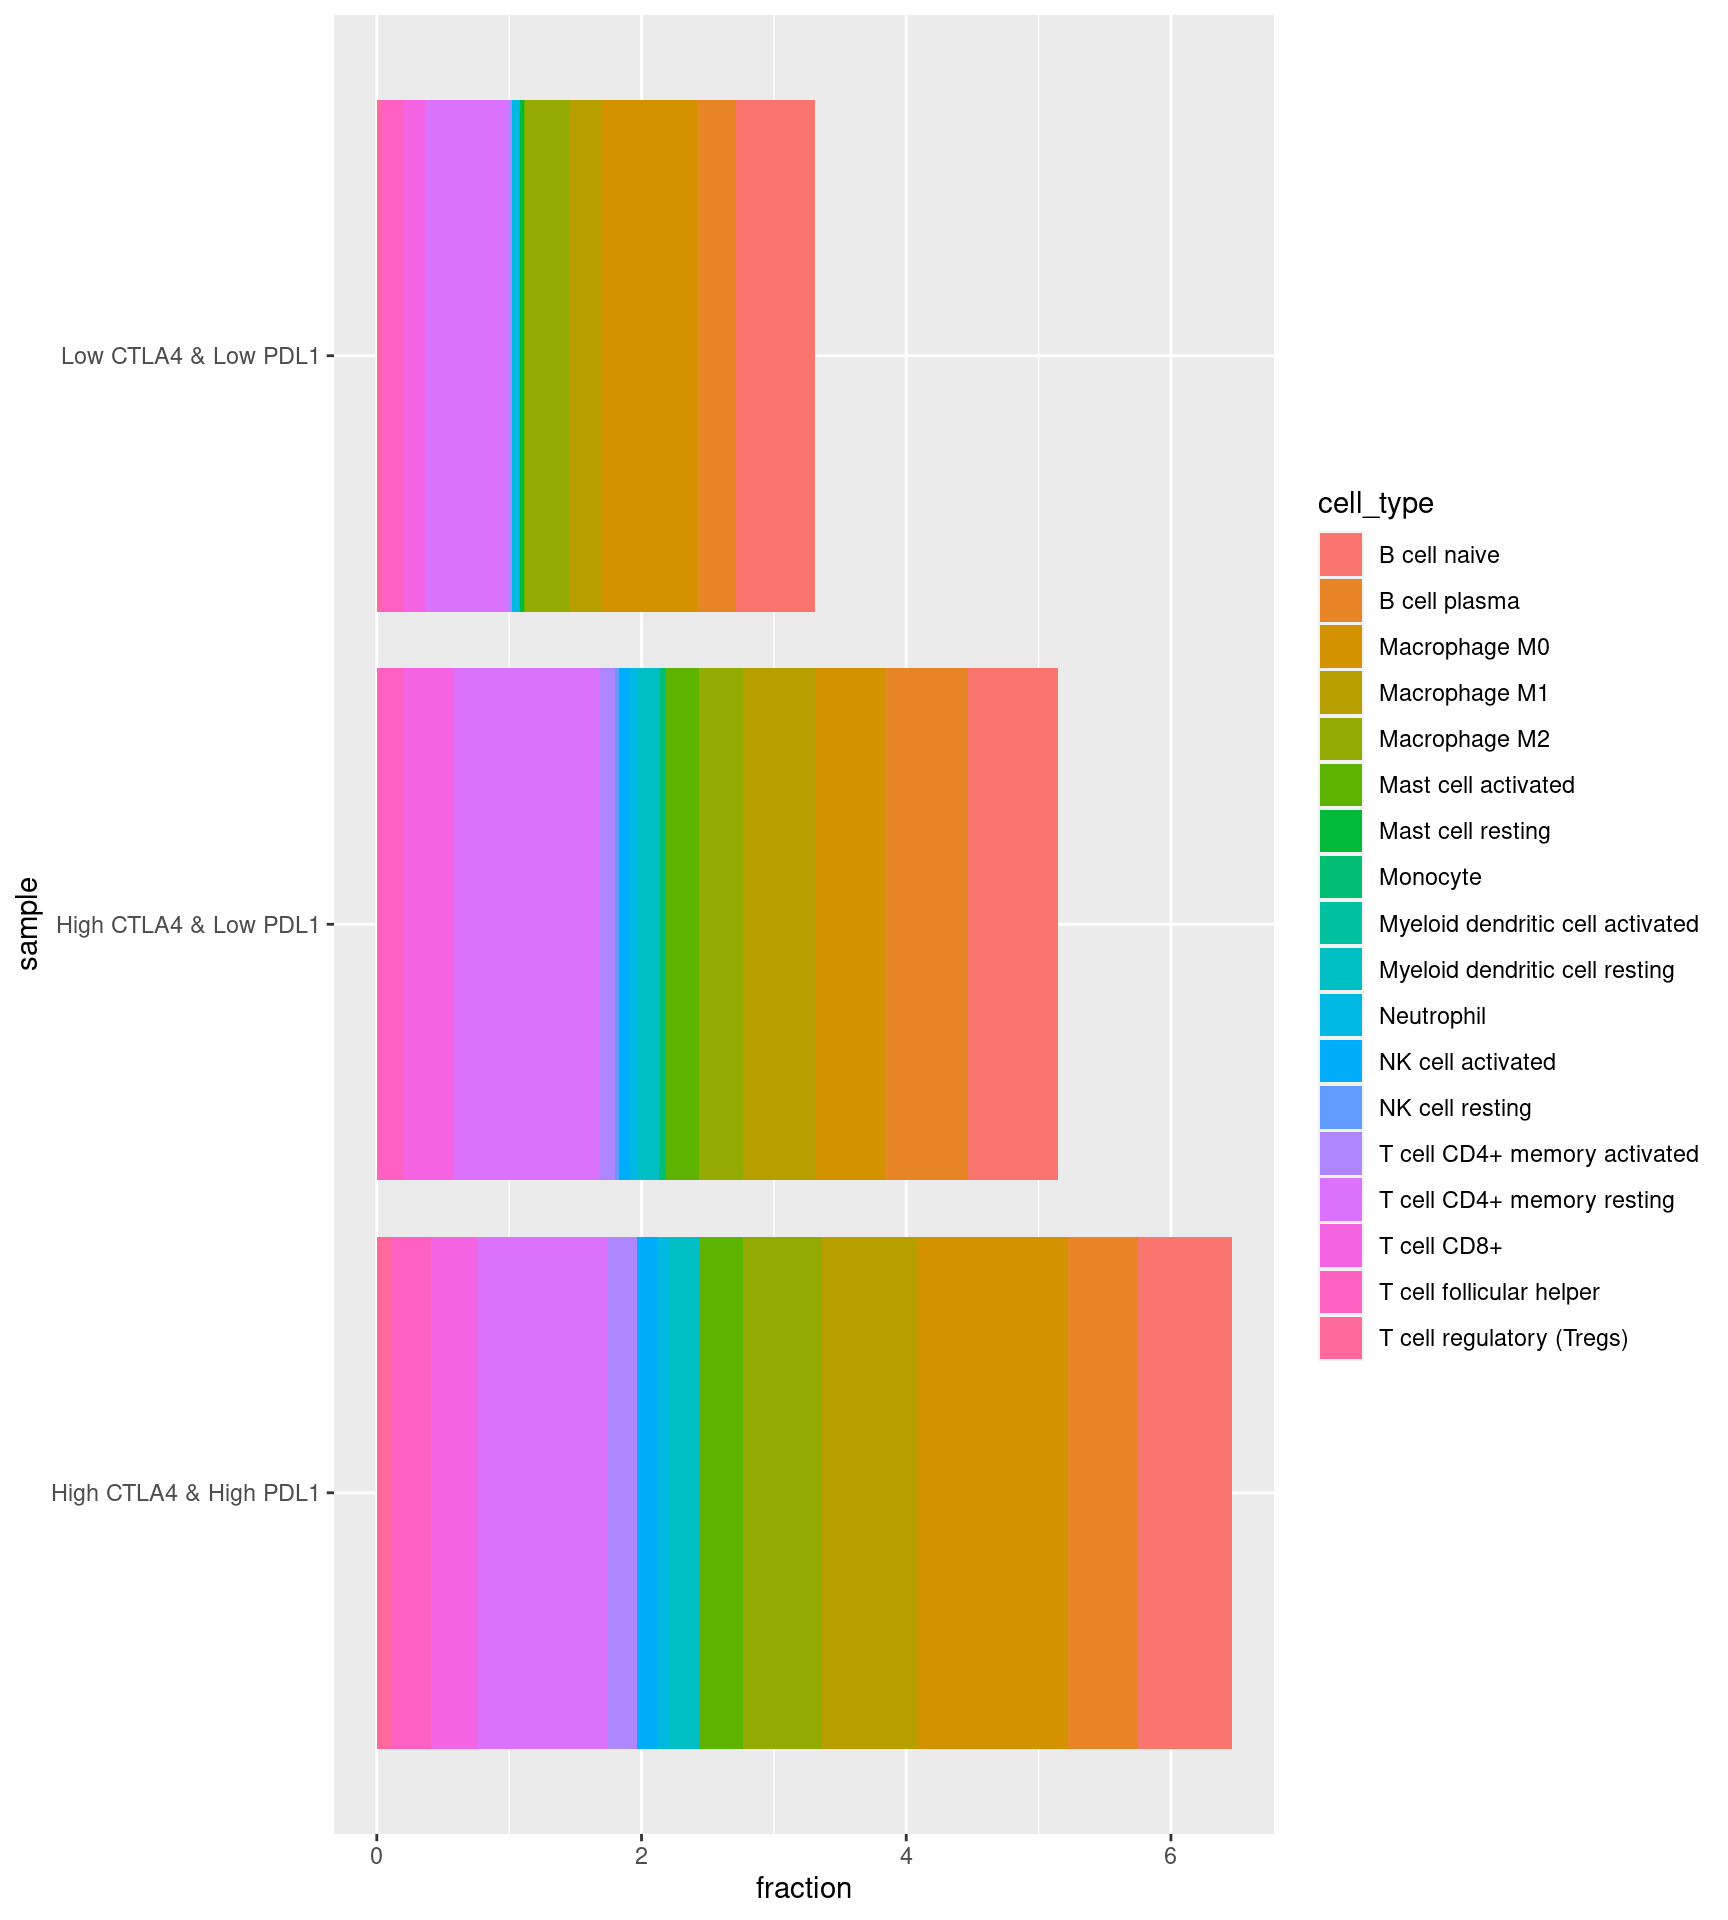 Low CTLA4 & Low PDL1
High CTLA4 & Low PDL1
High CTLA4 & High PDL1
sample
0 2 4 6
fraction
cell_type
B cell naive
B cell plasma
Macrophage M0
Macrophage M1
Macrophage M2
Mast cell activated
Mast cell resting
Monocyte
Myeloid dendritic cell activated
Myeloid dendritic cell resting
Neutrophil
NK cell activated
NK cell resting
T cell CD4+ memory activated
T cell CD4+ memory resting
T cell CD8+
T cell follicular helper
T cell regulatory (Tregs)